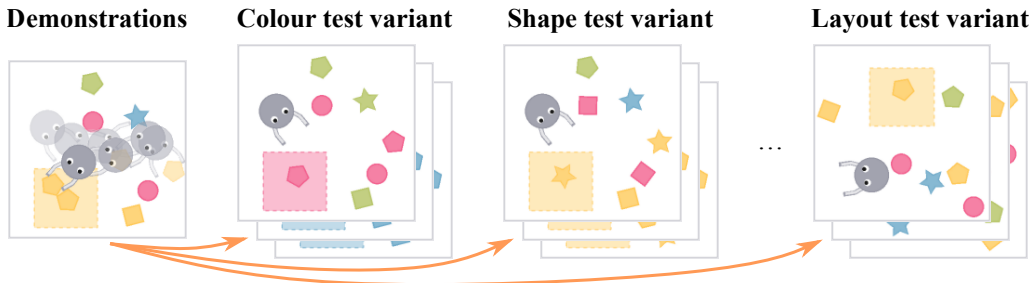 Demonstrations
Colour test variant
Shape test variant
Layout test variant
...